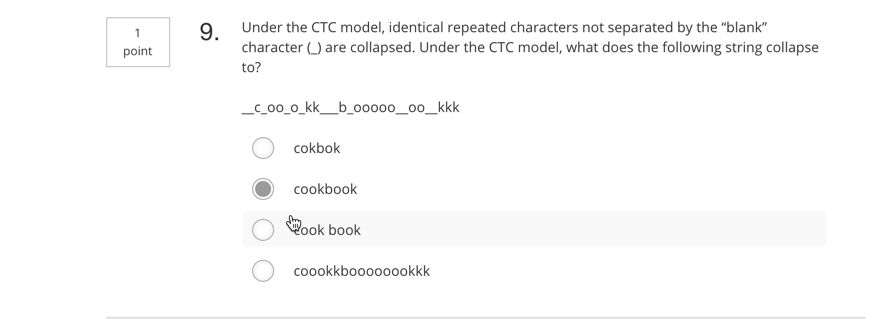 1
point
9.
Under the CTC model, identical repeated characters not separated by the “blank”
character (_) are collapsed. Under the CTC model, what does the following string collapse
to?
__c_oo_o_kk___b_ooooo__oo__kkk
cokbok
cookbook
cook book
coookkboooooookkk